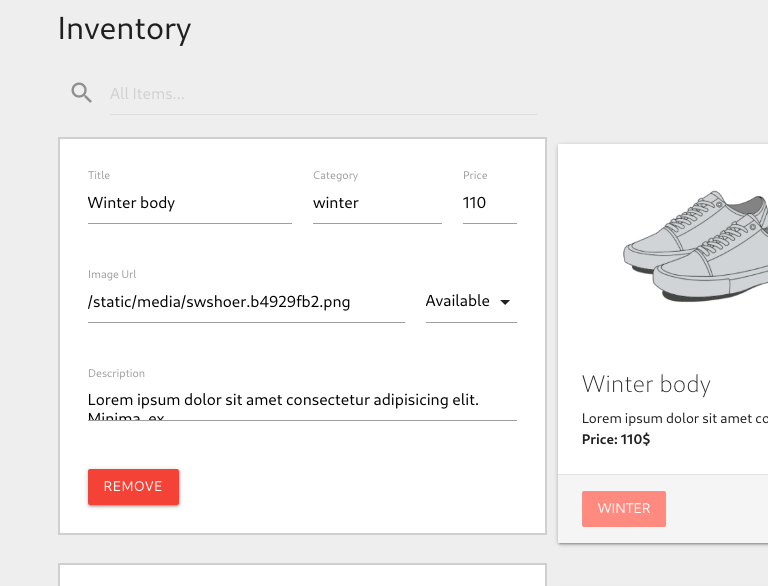 Inventory
All Items...
Title
Category
Price
Winter body
winter
110
Image Url
/static/media/swshoer.b4929fb2.png
Available
Description
Lorem ipsum dolor sit amet consectetur adipisicing elit.
Minima, ex
REMOVE
Winter body
Lorem ipsum dolor sit amet co
Price: 110$
WINTER